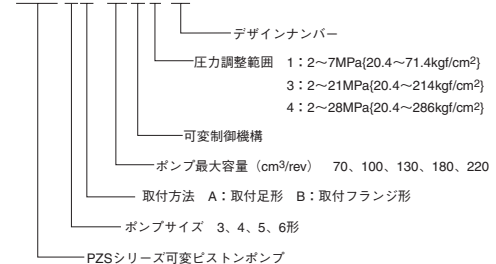 デザインナンバー
圧力調整範囲 1：2〜7MPa{20.4〜71.4kgf/cm²}
3：2〜21MPa{20.4〜214kgf/cm²}
4：2〜28MPa{20.4〜286kgf/cm²}
可変制御機構
ポンプ最大容量（cm³/rev） 70、100、130、180、220
取付方法 A：取付足形 B：取付フランジ形
ポンプサイズ 3、4、5、6形
PZSシリーズ可変ピストンポンプ